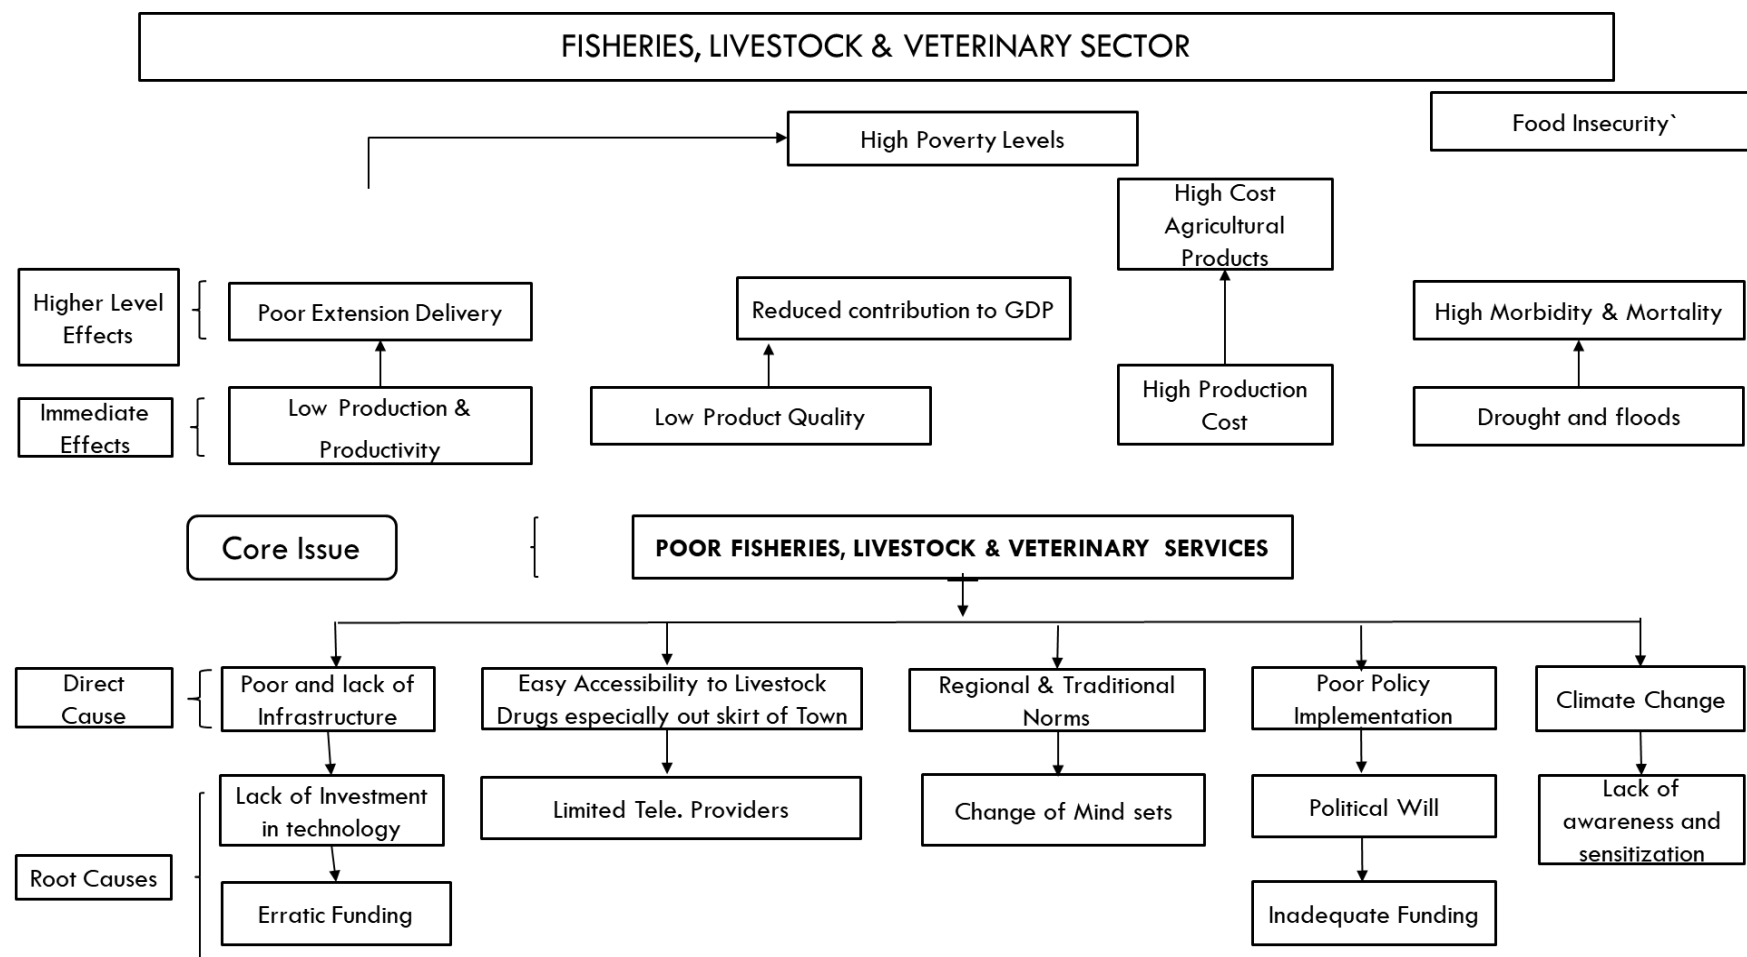 FISHERIES, LIVESTOCK & VETERINARY SECTOR
Food Insecurity`
High Poverty Levels
High Cost
Agricultural
Products
Higher Level
Effects
Poor Extension Delivery
Reduced contribution to GDP
High Morbidity & Mortality
Immediate
Effects
Low Production &
Productivity
Low Product Quality
High Production
Cost
Drought and floods
Core Issue
POOR FISHERIES, LIVESTOCK & VETERINARY SERVICES
Direct
Cause
Poor and lack of
Infrastructure
Easy Accessibility to Livestock
Drugs especially out skirt of Town
Regional & Traditional
Norms
Poor Policy
Implementation
Climate Change
Lack of Investment
in technology
Limited Tele. Providers
Change of Mind sets
Political Will
Lack of
awareness and
sensitization
Root Causes
Erratic Funding
Inadequate Funding